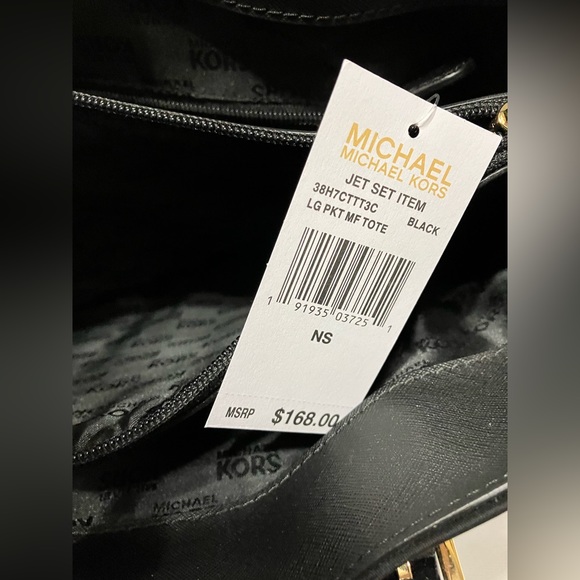 MICHAEL
MICHAEL KORS
JET SET ITEM
38H7CTTT3C BLACK
LG PKT MF TOTE
1 91935 03725 1
NS
MSRP $168.00
KORS
MICHAEL
KORS
MICHAEL